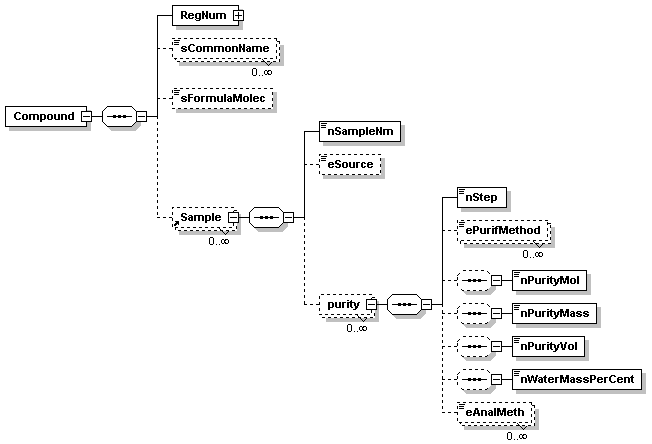 RegNum
sCommonName
0..∞
sFormulaMolec
Compound
nSampleNm
eSource
Sample
0..∞
nStep
ePurifMethod
0..∞
nPurityMol
purity
0..∞
nPurityMass
nPurityVol
nWaterMassPerCent
eAnalMeth
0..∞